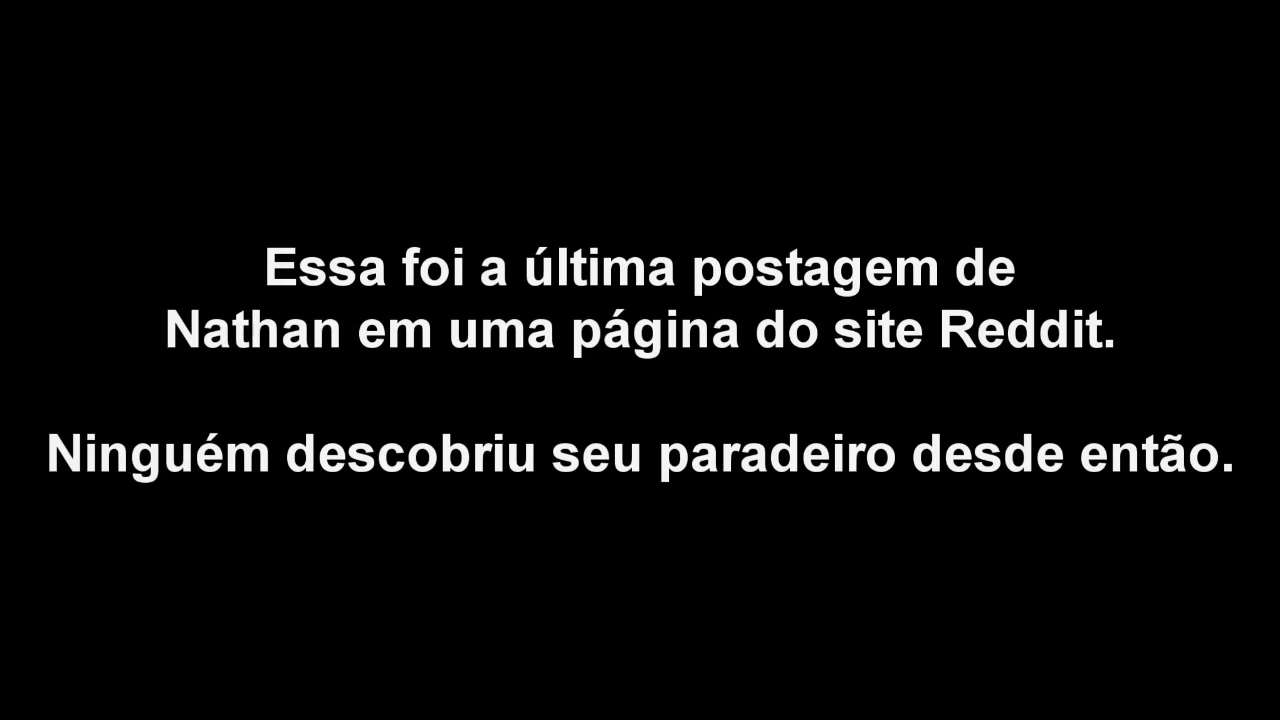 Essa foi a última postagem de
Nathan em uma página do site Reddit.
Ninguém descobriu seu paradeiro desde então.